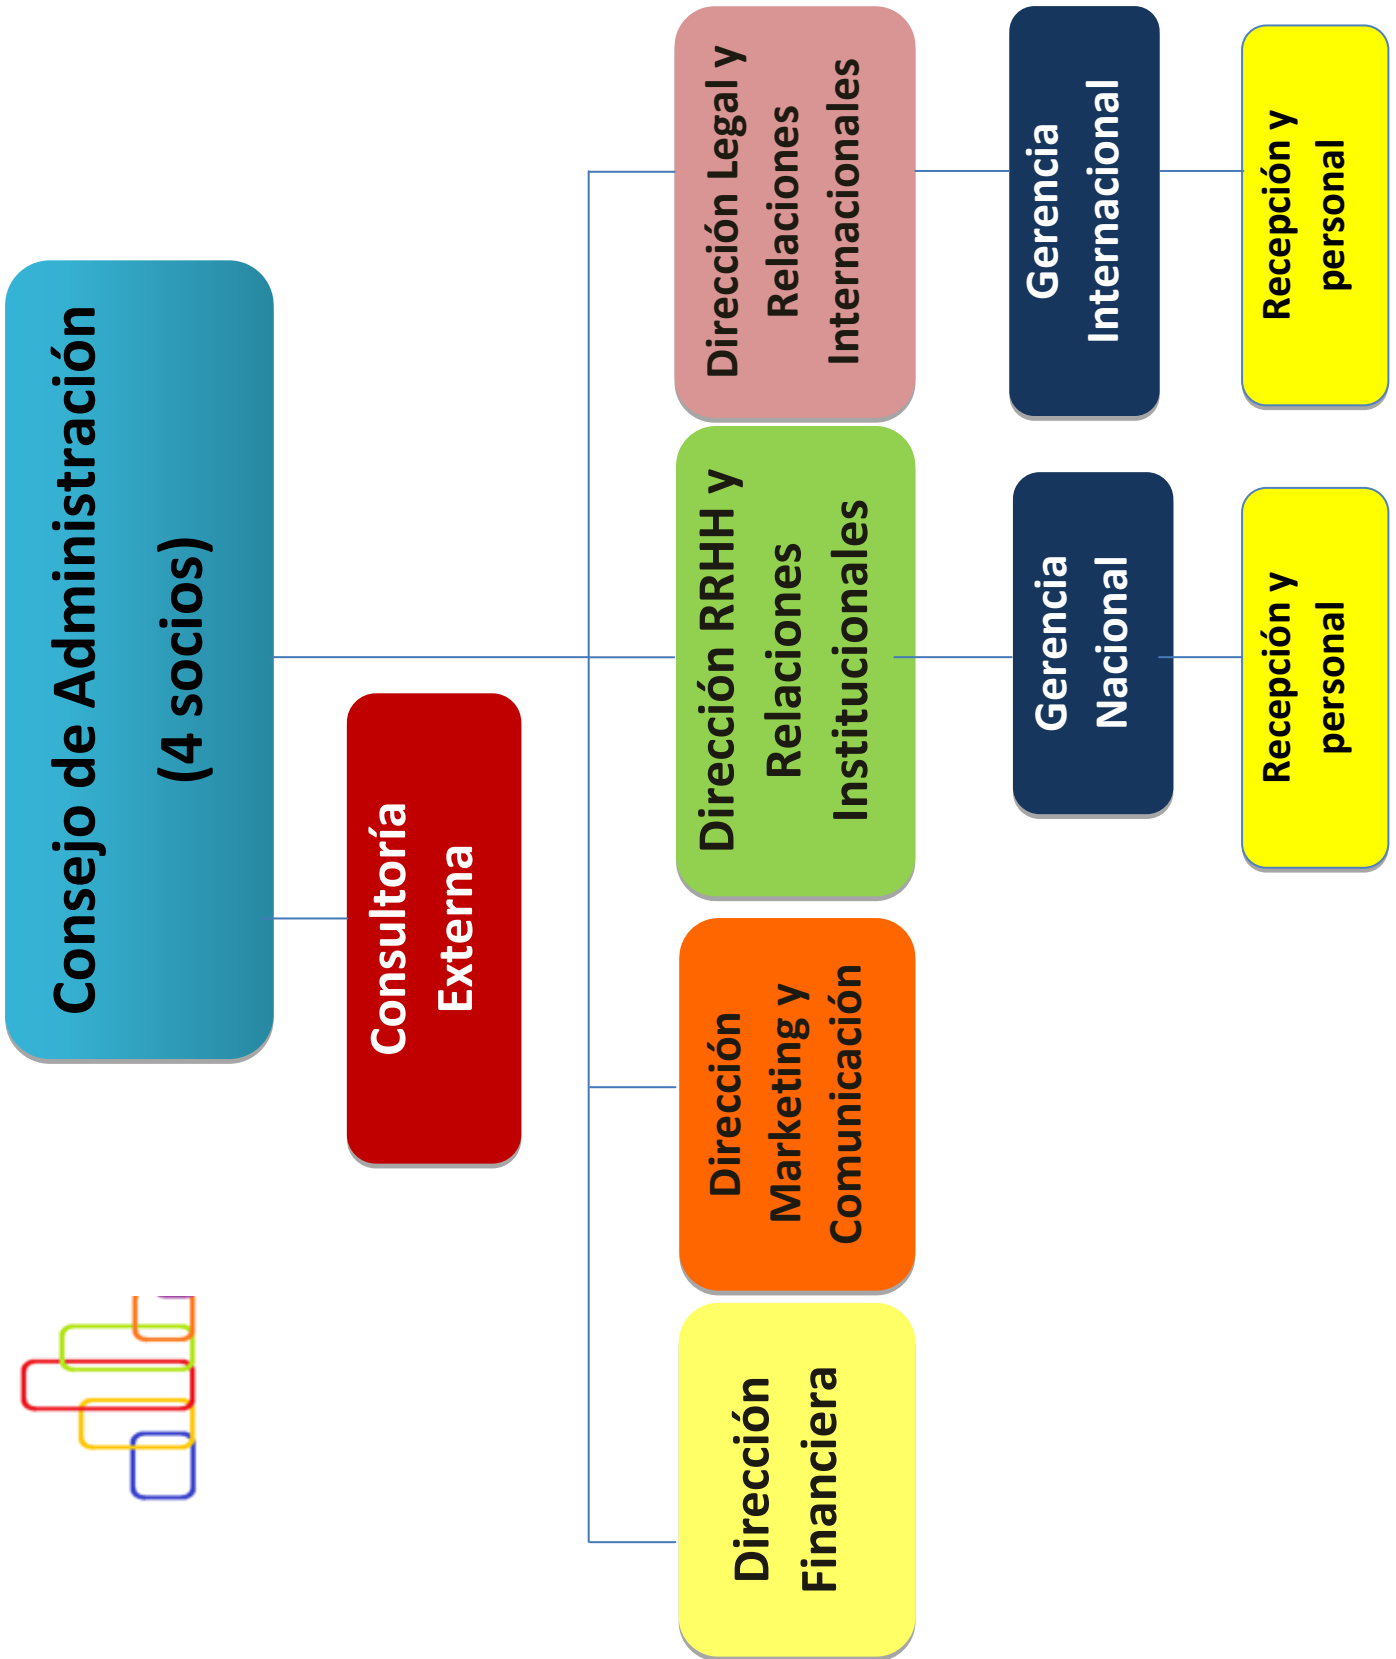 Consejo de Administración
(4 socios)
Consultoría
Externa
Dirección
Financiera
Dirección
Marketing y
Comunicación
Dirección RRHH y
Relaciones
Institucionales
Dirección Legal y
Relaciones
Internacionales
Gerencia
Nacional
Gerencia
Internacional
Recepción y
personal
Recepción y
personal